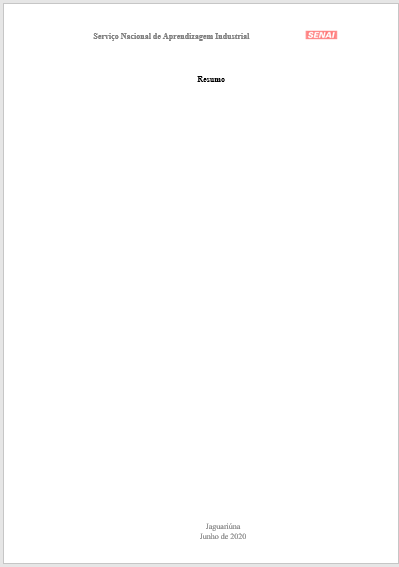 Serviço Nacional de Aprendizagem Industrial
SENAI
Resumo
Jaguariúna
Junho de 2020